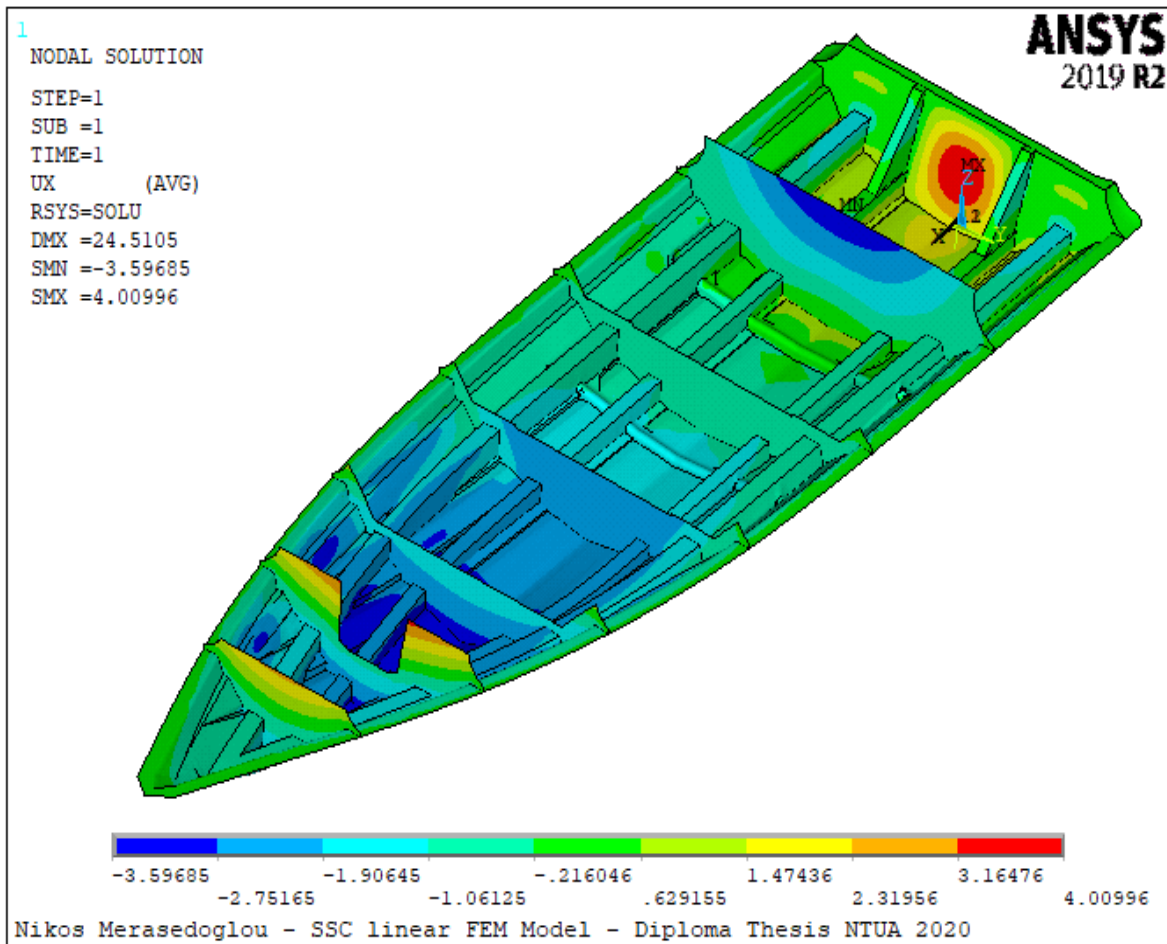 1
NODAL SOLUTION
STEP=1
SUB =1
TIME=1
UX (AVG)
RSYS=SOLU
DMX =24.5105
SMN =-3.59685
SMX =4.00996
ANSYS
2019 R2
MX
Z
MN
X
Y
-3.59685 -1.90645 -.216046 1.47436 3.16476
-2.75165 -1.06125 .629155 2.31956 4.00996
Nikos Merasedoglou - SSC linear FEM Model - Diploma Thesis NTUA 2020